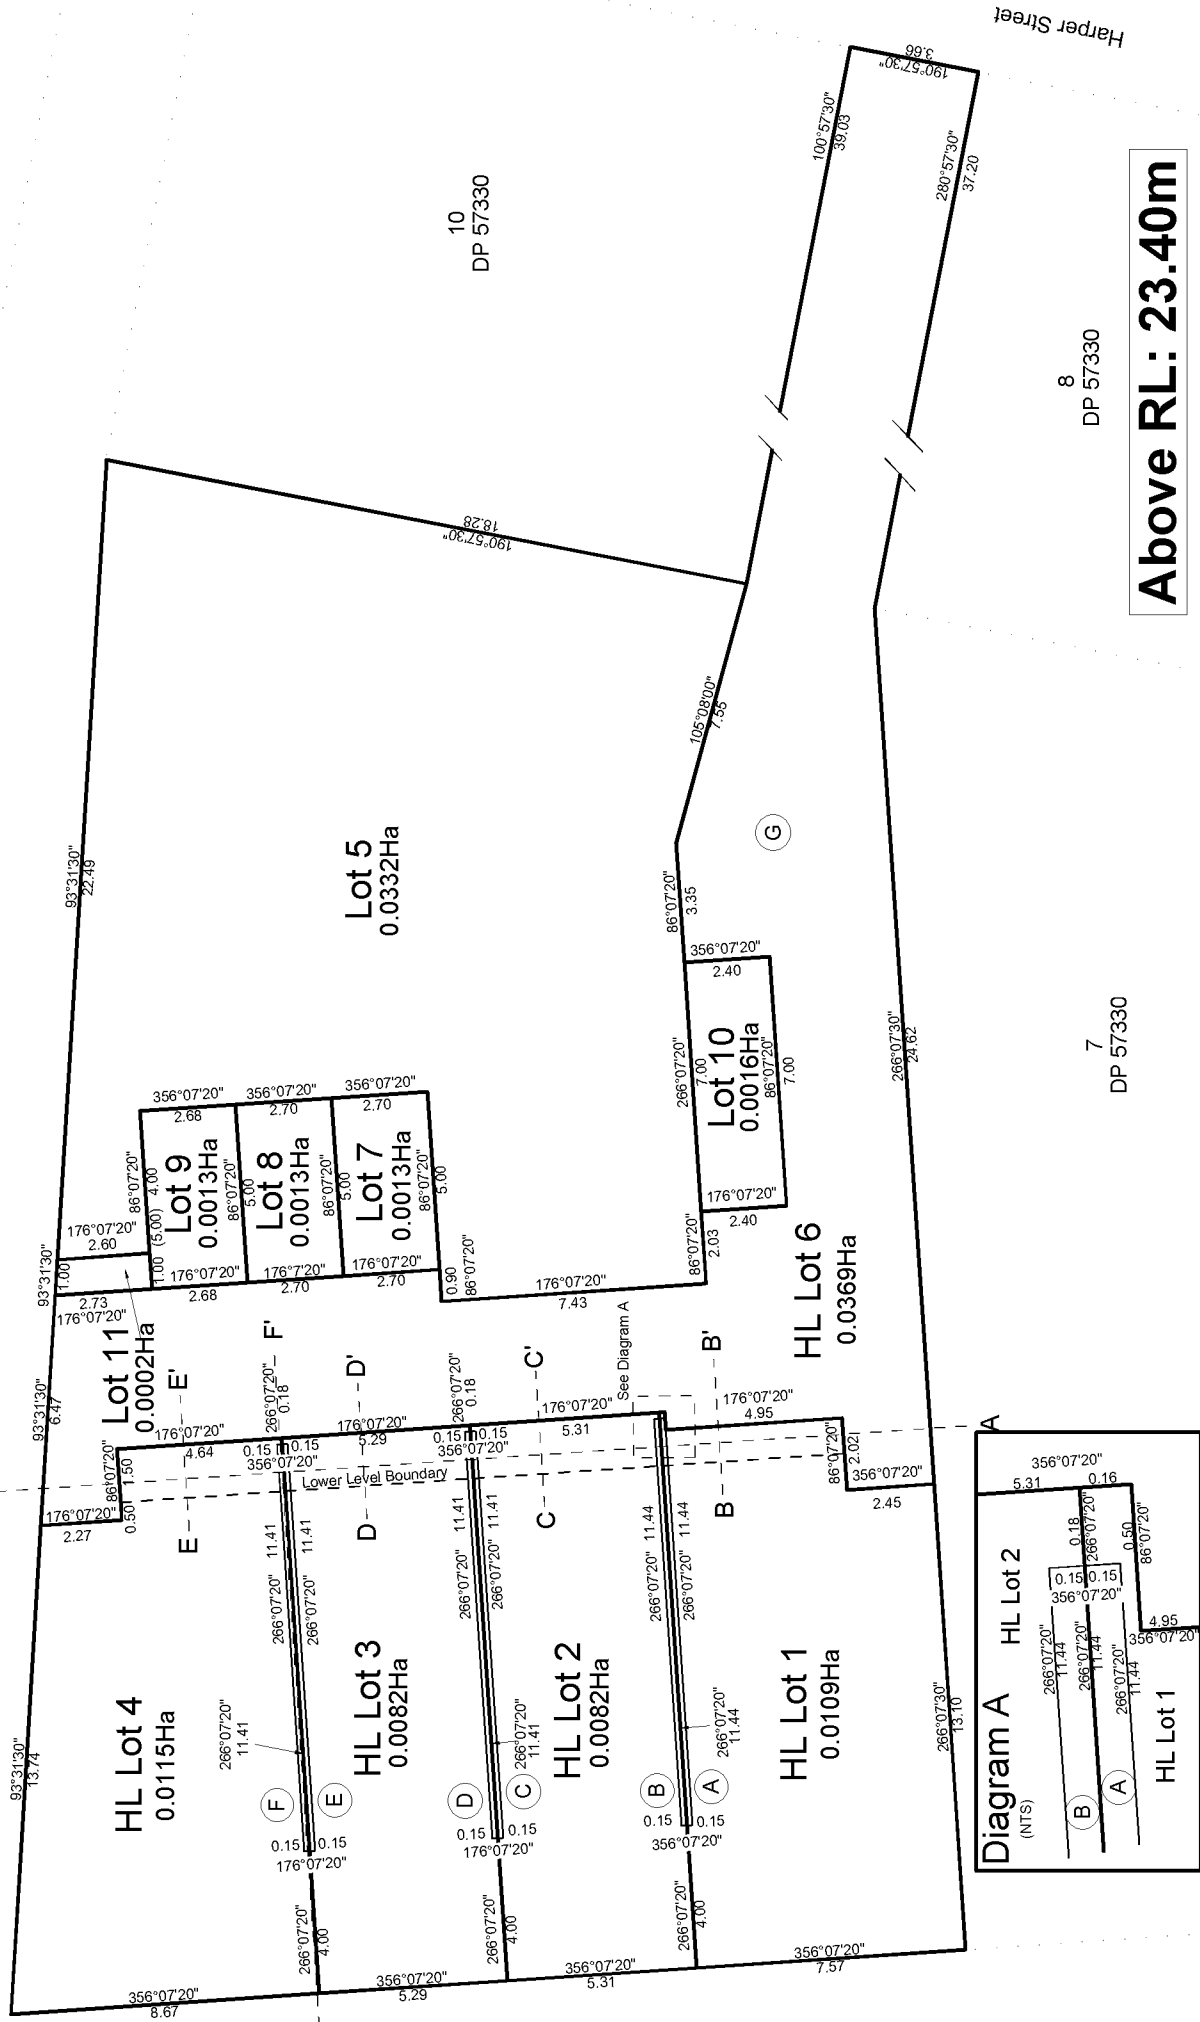 Harper Street
3.66
190°57'30"
100°57'30"
39.03
280°57'30"
37.20
10
DP 57330
8
DP 57330
Above RL: 23.40m
18.28
190°57'30"
93°31'30"
22.49
105°08'00"
7.55
Lot 5
0.0332Ha
G
86°07'20"
3.35
356°07'20"
2.40
266°07'20"
7.00
Lot 10
0.0016Ha
86°07'20"
7.00
176°07'20"
2.40
86°07'20"
2.03
266°07'30"
24.62
7
DP 57330
356°07'20"
2.68
356°07'20"
2.70
356°07'20"
2.70
86°07'20"
4.00
(5.00)
1.00
Lot 9
0.0013Ha
86°07'20"
5.00
Lot 8
0.0013Ha
86°07'20"
5.00
Lot 7
0.0013Ha
86°07'20"
5.00
176°07'20"
2.60
93°31'30"
1.00
2.73
176°07'20"
176°07'20"
2.68
176°7'20"
2.70
176°07'20"
2.70
0.90
86°07'20"
176°07'20"
7.43
HL Lot 6
0.0369Ha
Lot 11
0.0002Ha
93°31'30"
6.47
E'
F'
D'
C'
B'
See Diagram A
176°07'20"
4.64
266°07'20"
0.18
176°07'20"
5.29
266°07'20"
0.18
176°07'20"
5.31
176°07'20"
4.95
86°07'20"
1.50
0.50
176°07'20"
2.27
0.15
0.15
356°07'20"
0.15
0.15
356°07'20"
Lower Level Boundary
86°07'20"
2.02
356°07'20"
2.45
A
E
D
C
B
11.41
266°07'20"
11.41
266°07'20"
11.41
266°07'20"
11.41
266°07'20"
11.44
266°07'20"
11.44
266°07'20"
HL Lot 4
0.0115Ha
HL Lot 3
0.0082Ha
HL Lot 2
0.0082Ha
HL Lot 1
0.0109Ha
93°31'30"
13.74
266°07'20"
11.41
266°07'20"
11.41
266°07'20"
11.44
266°07'30"
13.10
F
E
D
C
B
A
0.15
0.15
176°07'20"
0.15
0.15
176°07'20"
0.15
0.15
356°07'20"
266°07'20"
4.00
266°07'20"
4.00
266°07'20"
4.00
356°07'20"
8.67
356°07'20"
5.29
356°07'20"
5.31
356°07'20"
7.57
Diagram A
(NTS)
HL Lot 2
HL Lot 1
356°07'20"
5.31
0.16
0.18
266°07'20"
0.50
86°07'20"
0.15
0.15
356°07'20"
4.95
356°07'20"
266°07'20"
11.44
266°07'20"
11.44
266°07'20"
11.44
B
A